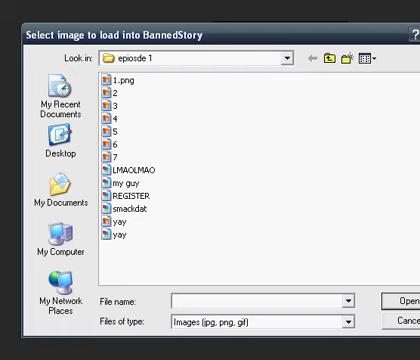 Select image to load into BannedStory
?
Look in: epiosde 1
1.png
2
3
4
5
6
7
LMAOLMAO
my guy
REGISTER
smackdat
yay
yay
My Recent
Documents
Desktop
My Documents
My Computer
My Network
Places
File name:
Open
Files of type: Images (jpg, png, gif)
Cance